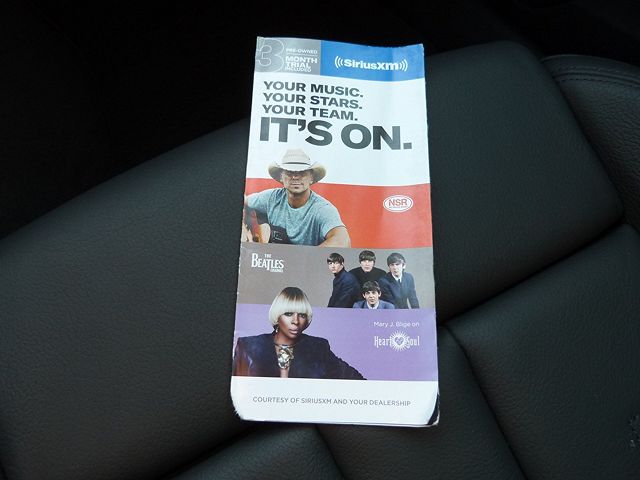 3 PRE-OWNED
MONTH
TRIAL
INCLUDED
SiriusXM
YOUR MUSIC.
YOUR STARS.
YOUR TEAM.
IT'S ON.
NSR
THE
BEATLES
CHANNEL
Mary J. Blige on
Heart Soul
COURTESY OF SIRIUSXM AND YOUR DEALERSHIP